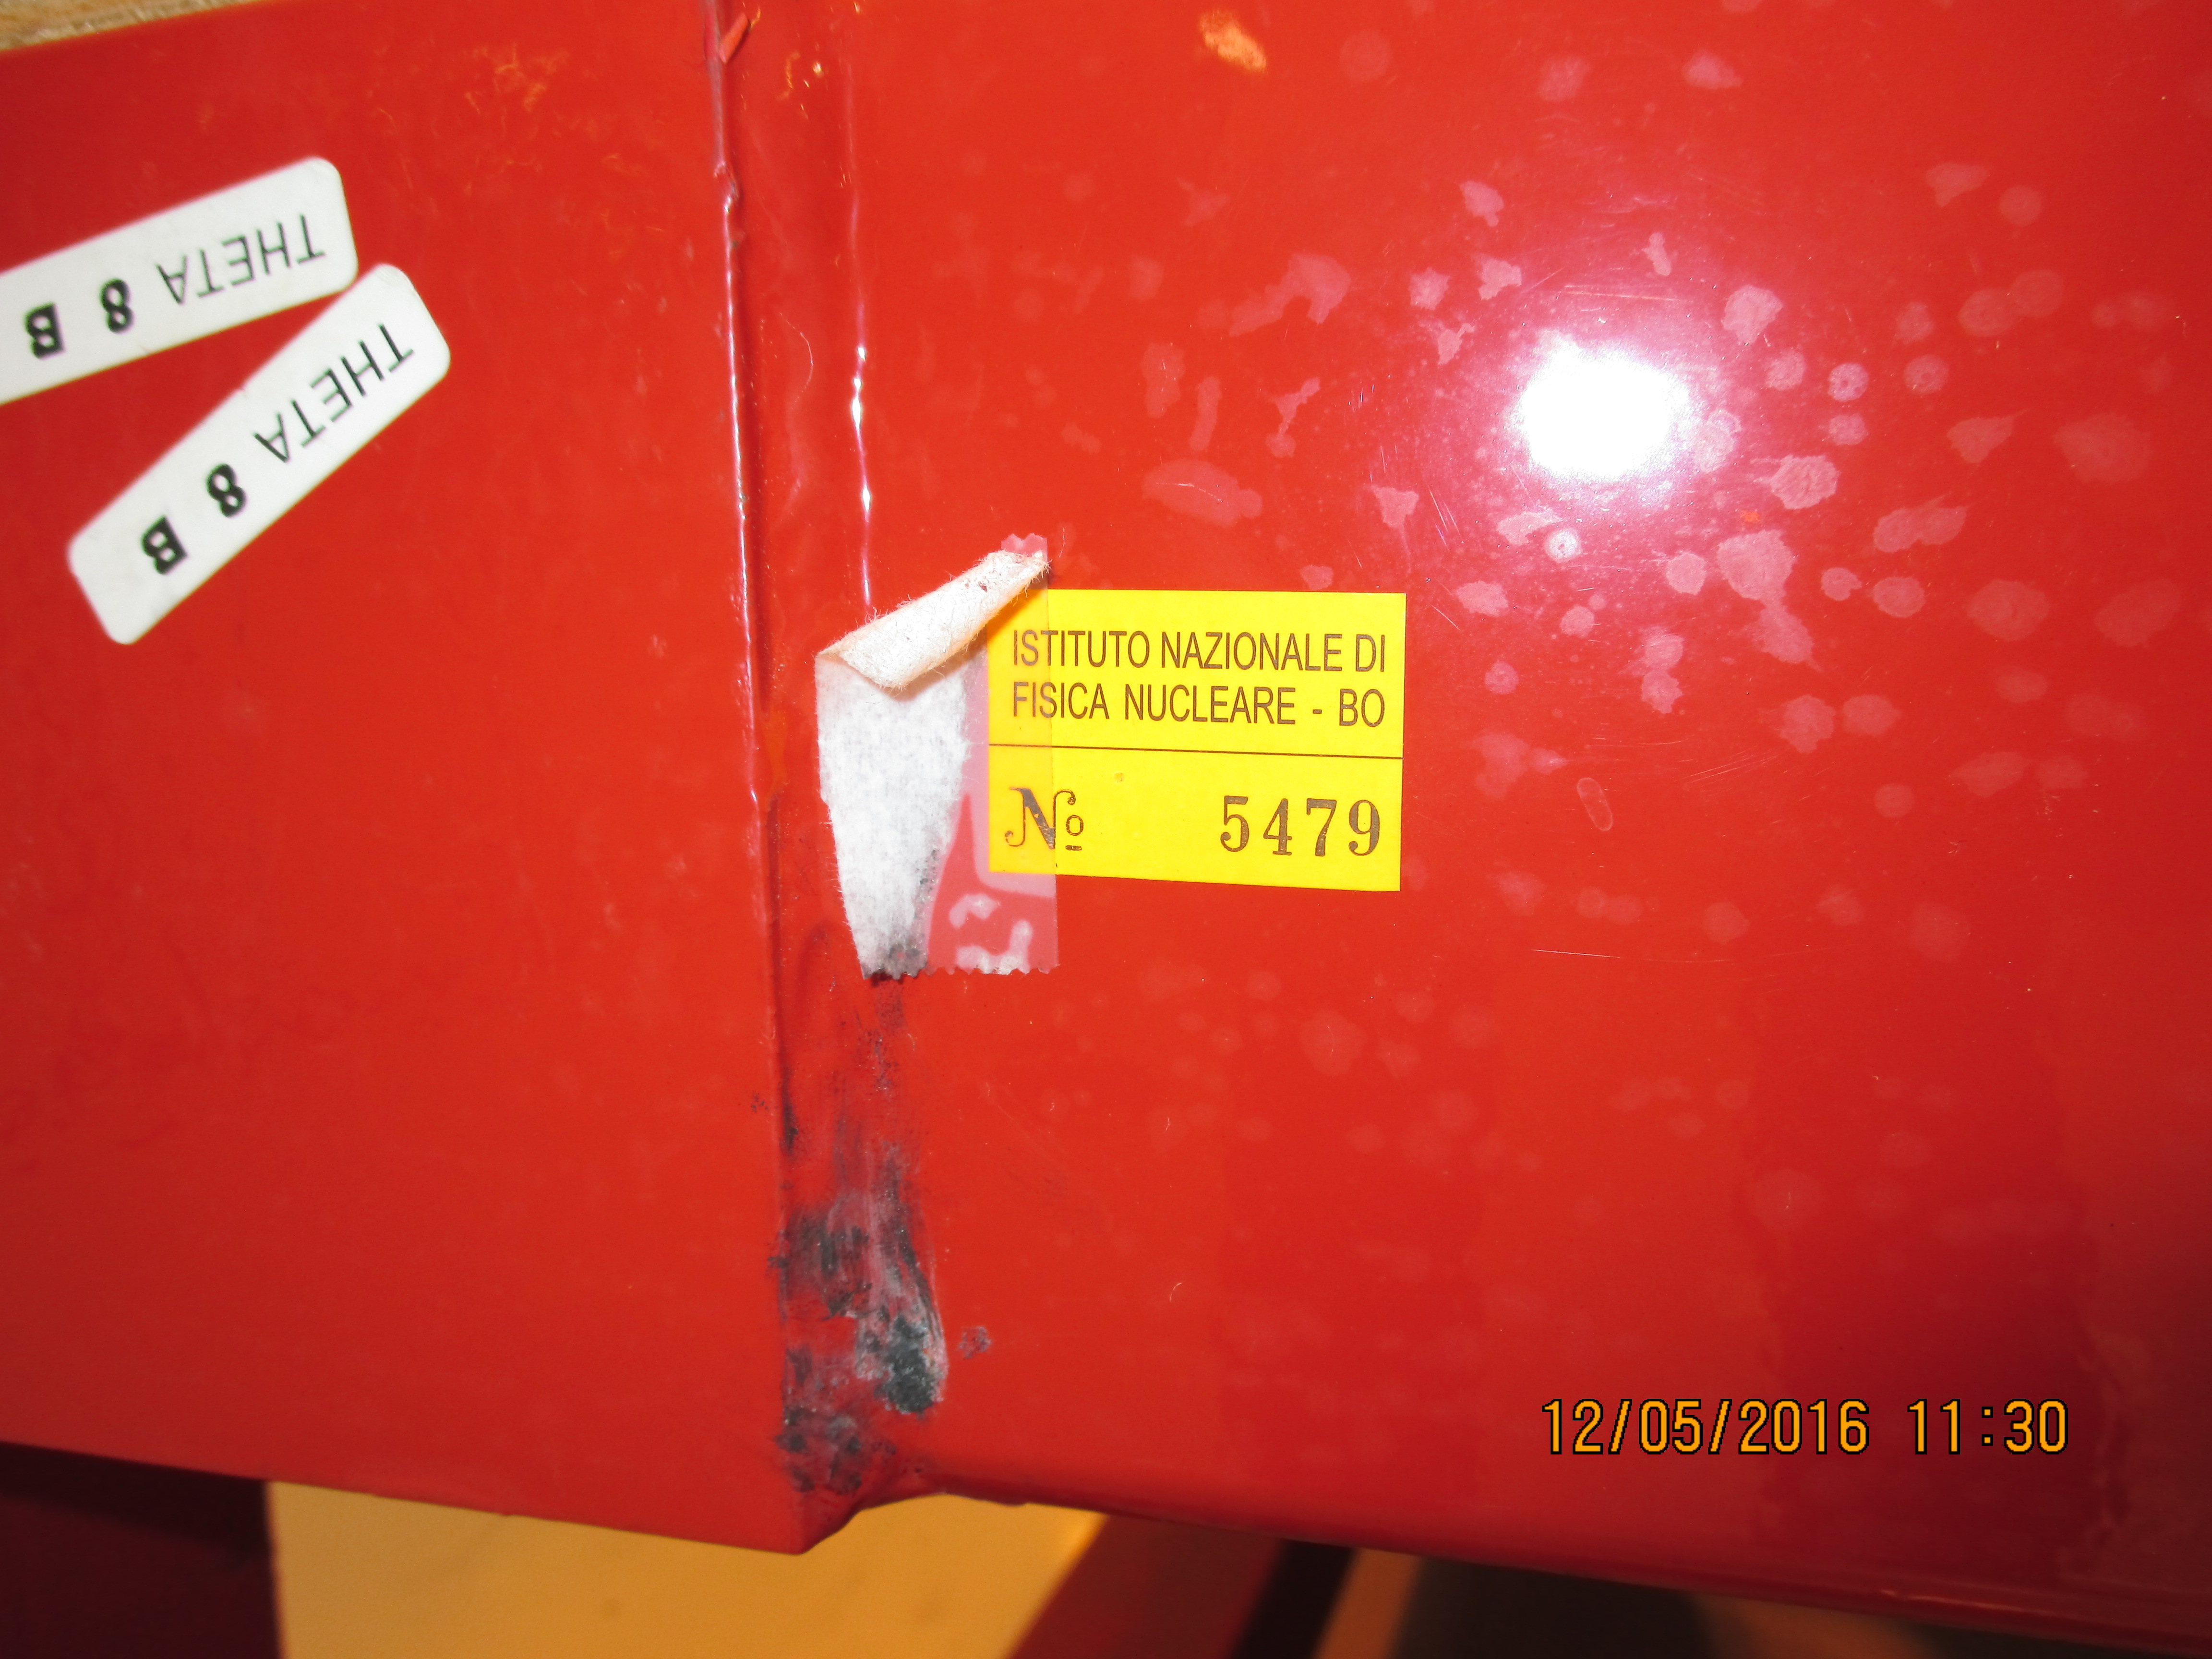 THETA 8 B
THETA 8 B
ISTITUTO NAZIONALE DI
FISICA NUCLEARE - BO
№ 5479
12/05/2016 11:30